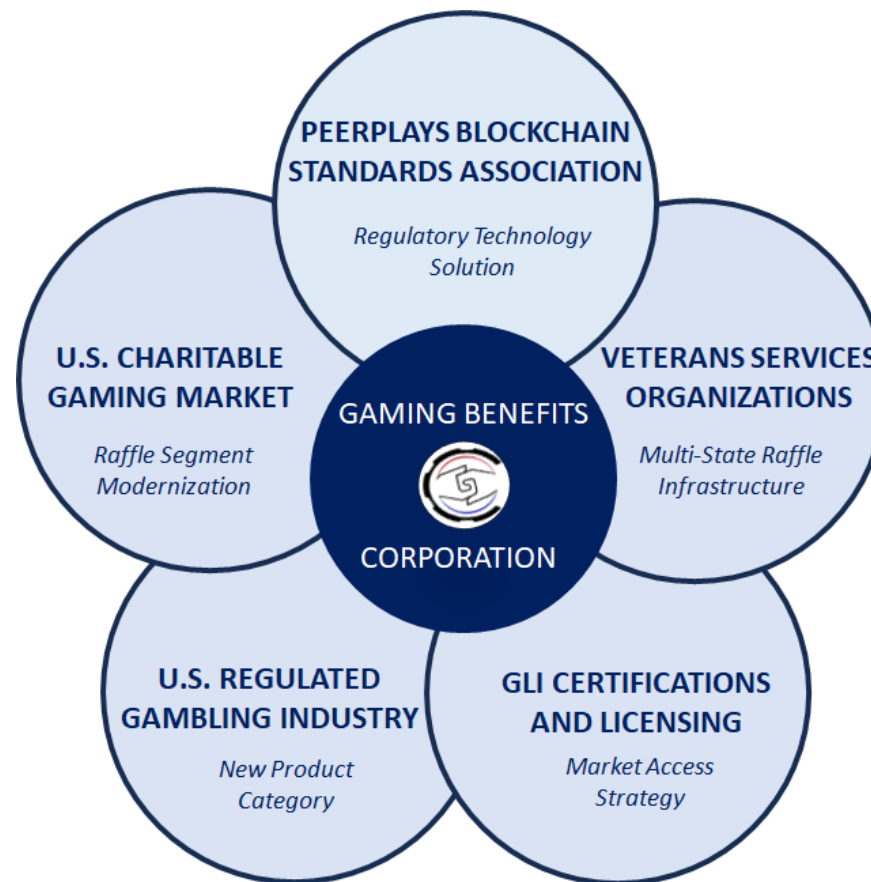 PEERPLAYS BLOCKCHAIN
STANDARDS ASSOCIATION
Regulatory Technology
Solution
U.S. CHARITABLE
GAMING MARKET
Raffle Segment
Modernization
VETERANS SERVICES
ORGANIZATIONS
Multi-State Raffle
Infrastructure
GAMING BENEFITS
CORPORATION
U.S. REGULATED
GAMBLING INDUSTRY
New Product
Category
GLI CERTIFICATIONS
AND LICENSING
Market Access
Strategy